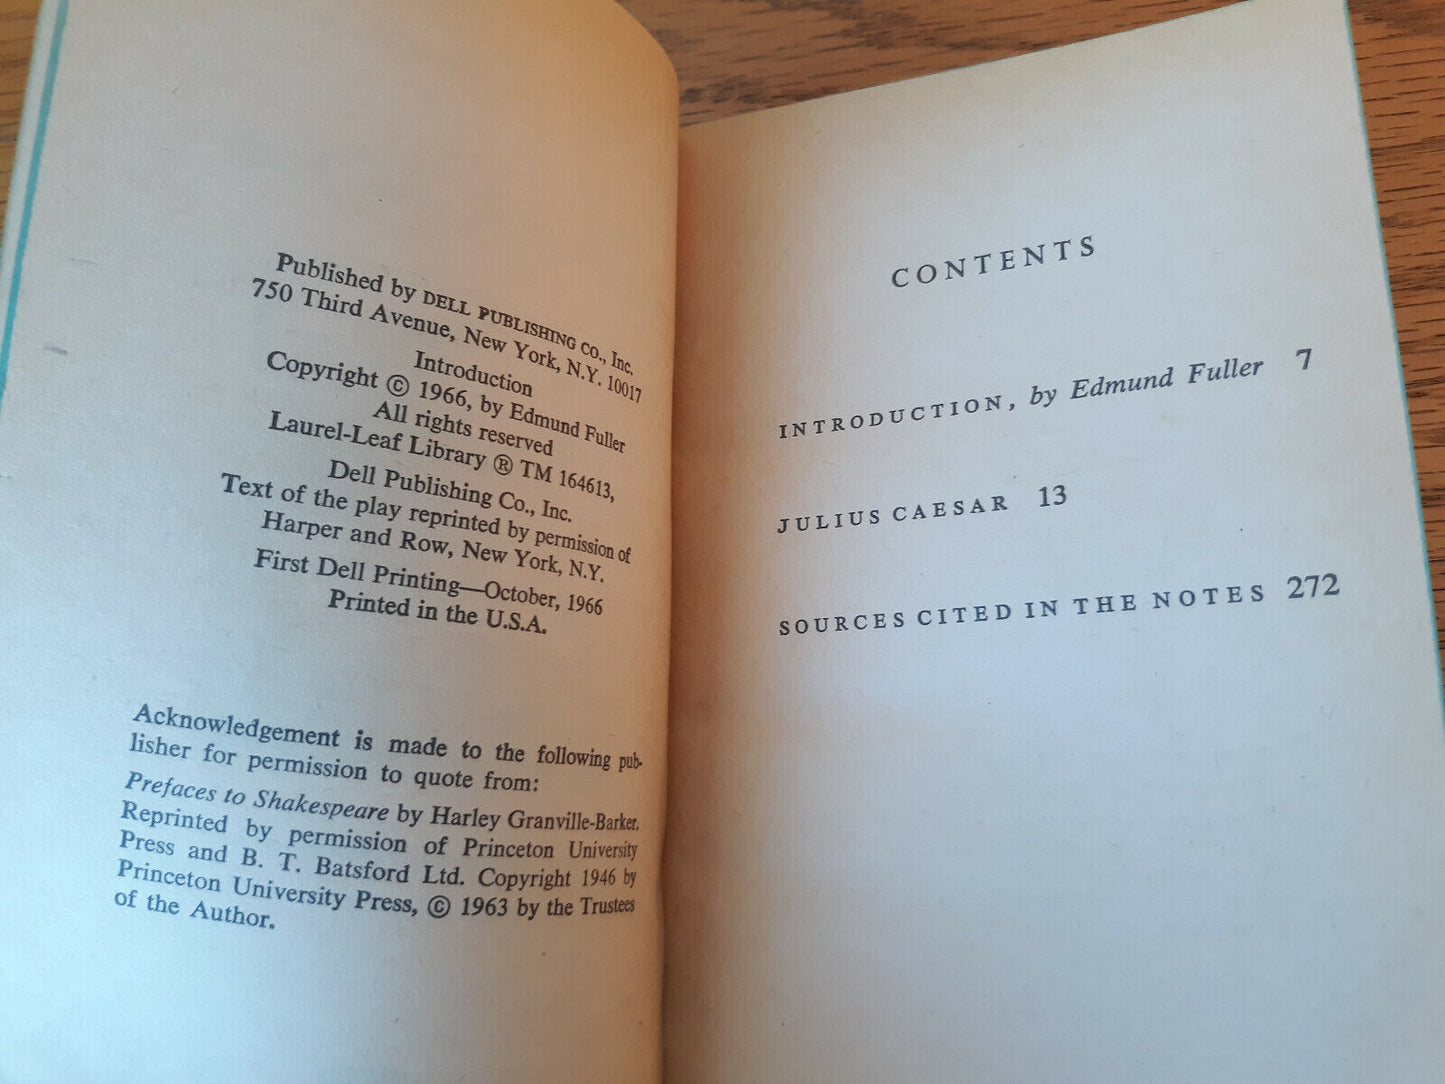 Published by DELL PUBLISHING CO., Inc.
750 Third Avenue, New York, N.Y. 10017
Introduction
Copyright © 1966, by Edmund Fuller
All rights reserved
Laurel-Leaf Library ® TM 164613,
Dell Publishing Co., Inc.
Text of the play reprinted by permission of
Harper and Row, New York, N.Y.
First Dell Printing—October, 1966
Printed in the U.S.A.
Acknowledgement is made to the following pub-
lisher for permission to quote from:
Prefaces to Shakespeare by Harley Granville-Barker.
Reprinted by permission of Princeton University
Press and B. T. Batsford Ltd. Copyright 1946 by
Princeton University Press, © 1963 by the Trustees
of the Author.
CONTENTS
INTRODUCTION, by Edmund Fuller 7
JULIUS CAESAR 13
SOURCES CITED IN THE NOTES 272